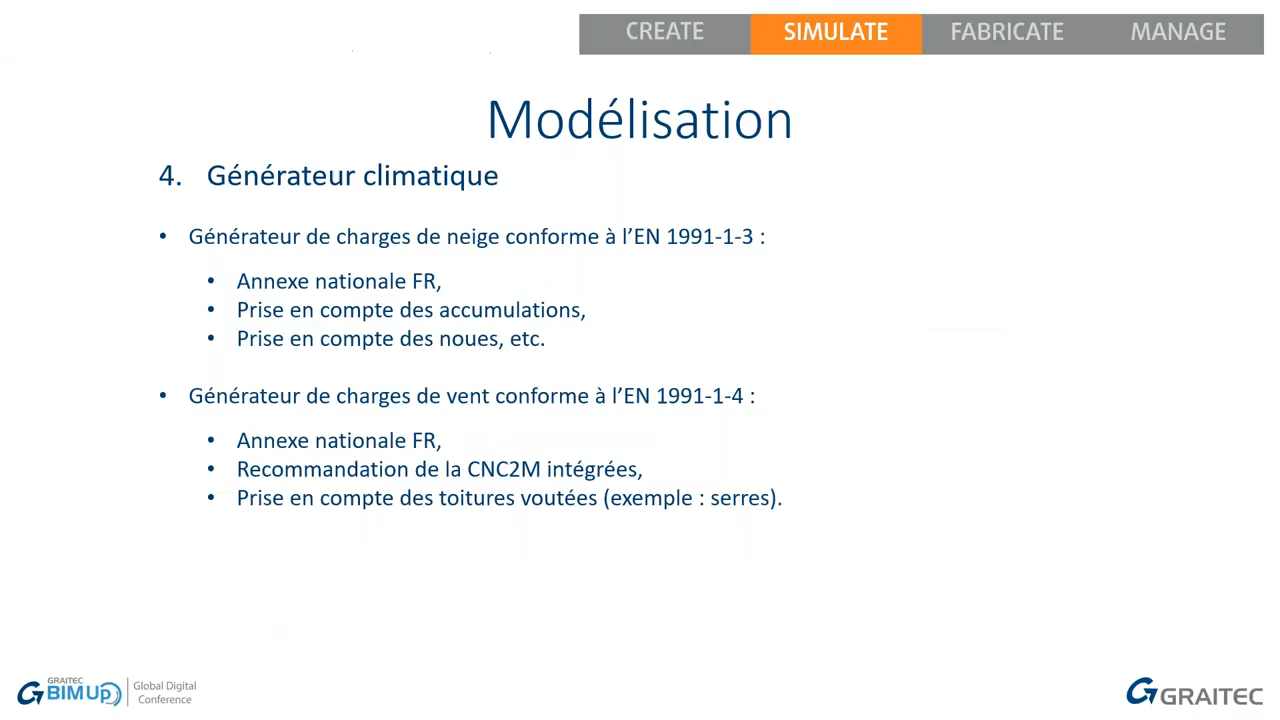 CREATE SIMULATE FABRICATE MANAGE
Modélisation
4. Générateur climatique
• Générateur de charges de neige conforme à l’EN 1991-1-3 :
• Annexe nationale FR,
• Prise en compte des accumulations,
• Prise en compte des noues, etc.
• Générateur de charges de vent conforme à l’EN 1991-1-4 :
• Annexe nationale FR,
• Recommandation de la CNC2M intégrées,
• Prise en compte des toitures voutées (exemple : serres).
GRAITEC
BIMUp
Global Digital
Conference
GRAITEC